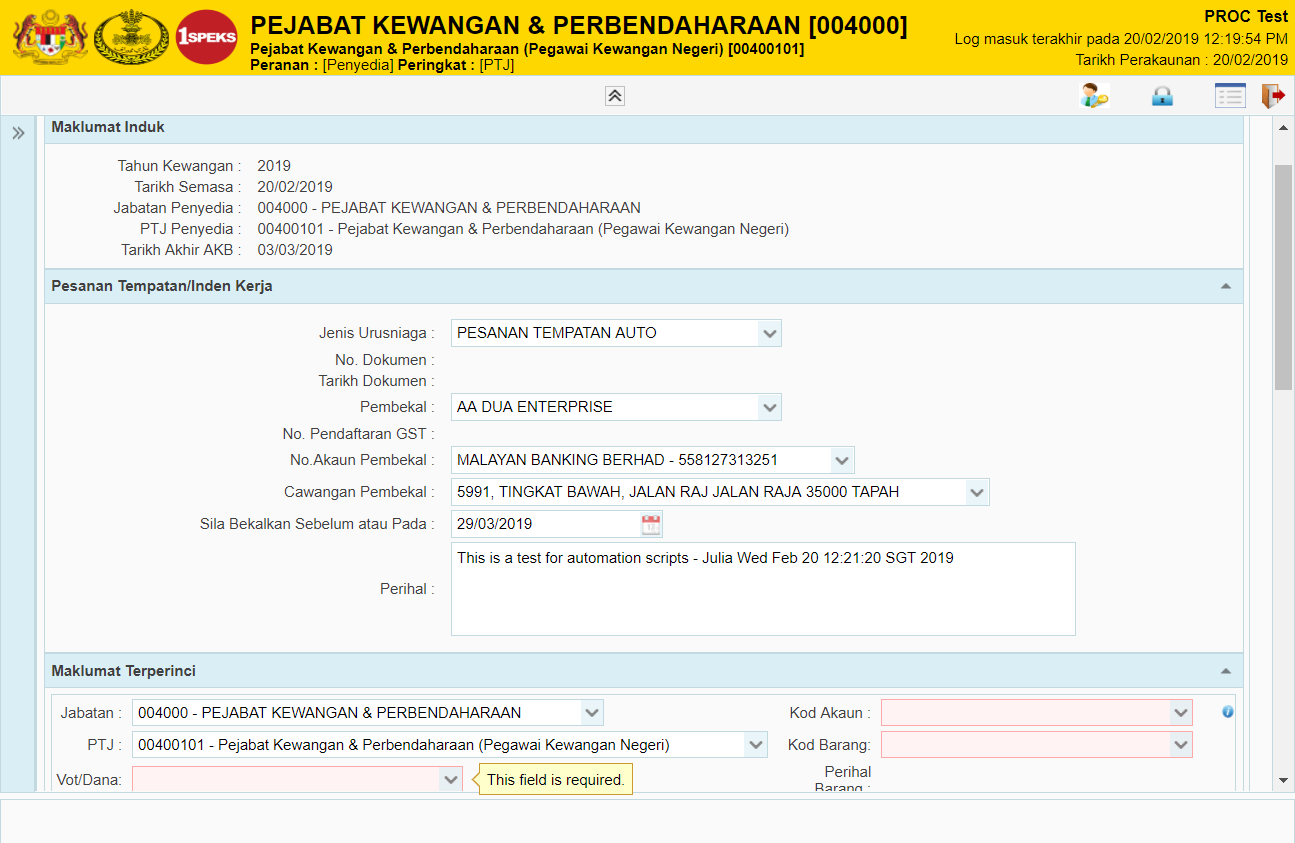 1SPEKS
PEJABAT KEWANGAN & PERBENDAHARAAN [004000]
Pejabat Kewangan & Perbendaharaan (Pegawai Kewangan Negeri) [00400101]
Peranan : [Penyedia] Peringkat : [PTJ]
PROC Test
Log masuk terakhir pada 20/02/2019 12:19:54 PM
Tarikh Perakaunan : 20/02/2019
Maklumat Induk
Tahun Kewangan : 2019
Tarikh Semasa : 20/02/2019
Jabatan Penyedia : 004000 - PEJABAT KEWANGAN & PERBENDAHARAAN
PTJ Penyedia : 00400101 - Pejabat Kewangan & Perbendaharaan (Pegawai Kewangan Negeri)
Tarikh Akhir AKB : 03/03/2019
Pesanan Tempatan/Inden Kerja
Jenis Urusniaga : PESANAN TEMPATAN AUTO
No. Dokumen :
Tarikh Dokumen :
Pembekal : AA DUA ENTERPRISE
No. Pendaftaran GST :
No.Akaun Pembekal : MALAYAN BANKING BERHAD - 558127313251
Cawangan Pembekal : 5991, TINGKAT BAWAH, JALAN RAJ JALAN RAJA 35000 TAPAH
Sila Bekalkan Sebelum atau Pada : 29/03/2019
Perihal : This is a test for automation scripts - Julia Wed Feb 20 12:21:20 SGT 2019
Maklumat Terperinci
Jabatan : 004000 - PEJABAT KEWANGAN & PERBENDAHARAAN
Kod Akaun :
PTJ : 00400101 - Pejabat Kewangan & Perbendaharaan (Pegawai Kewangan Negeri)
Kod Barang:
Vot/Dana: This field is required.
Perihal
Barang :